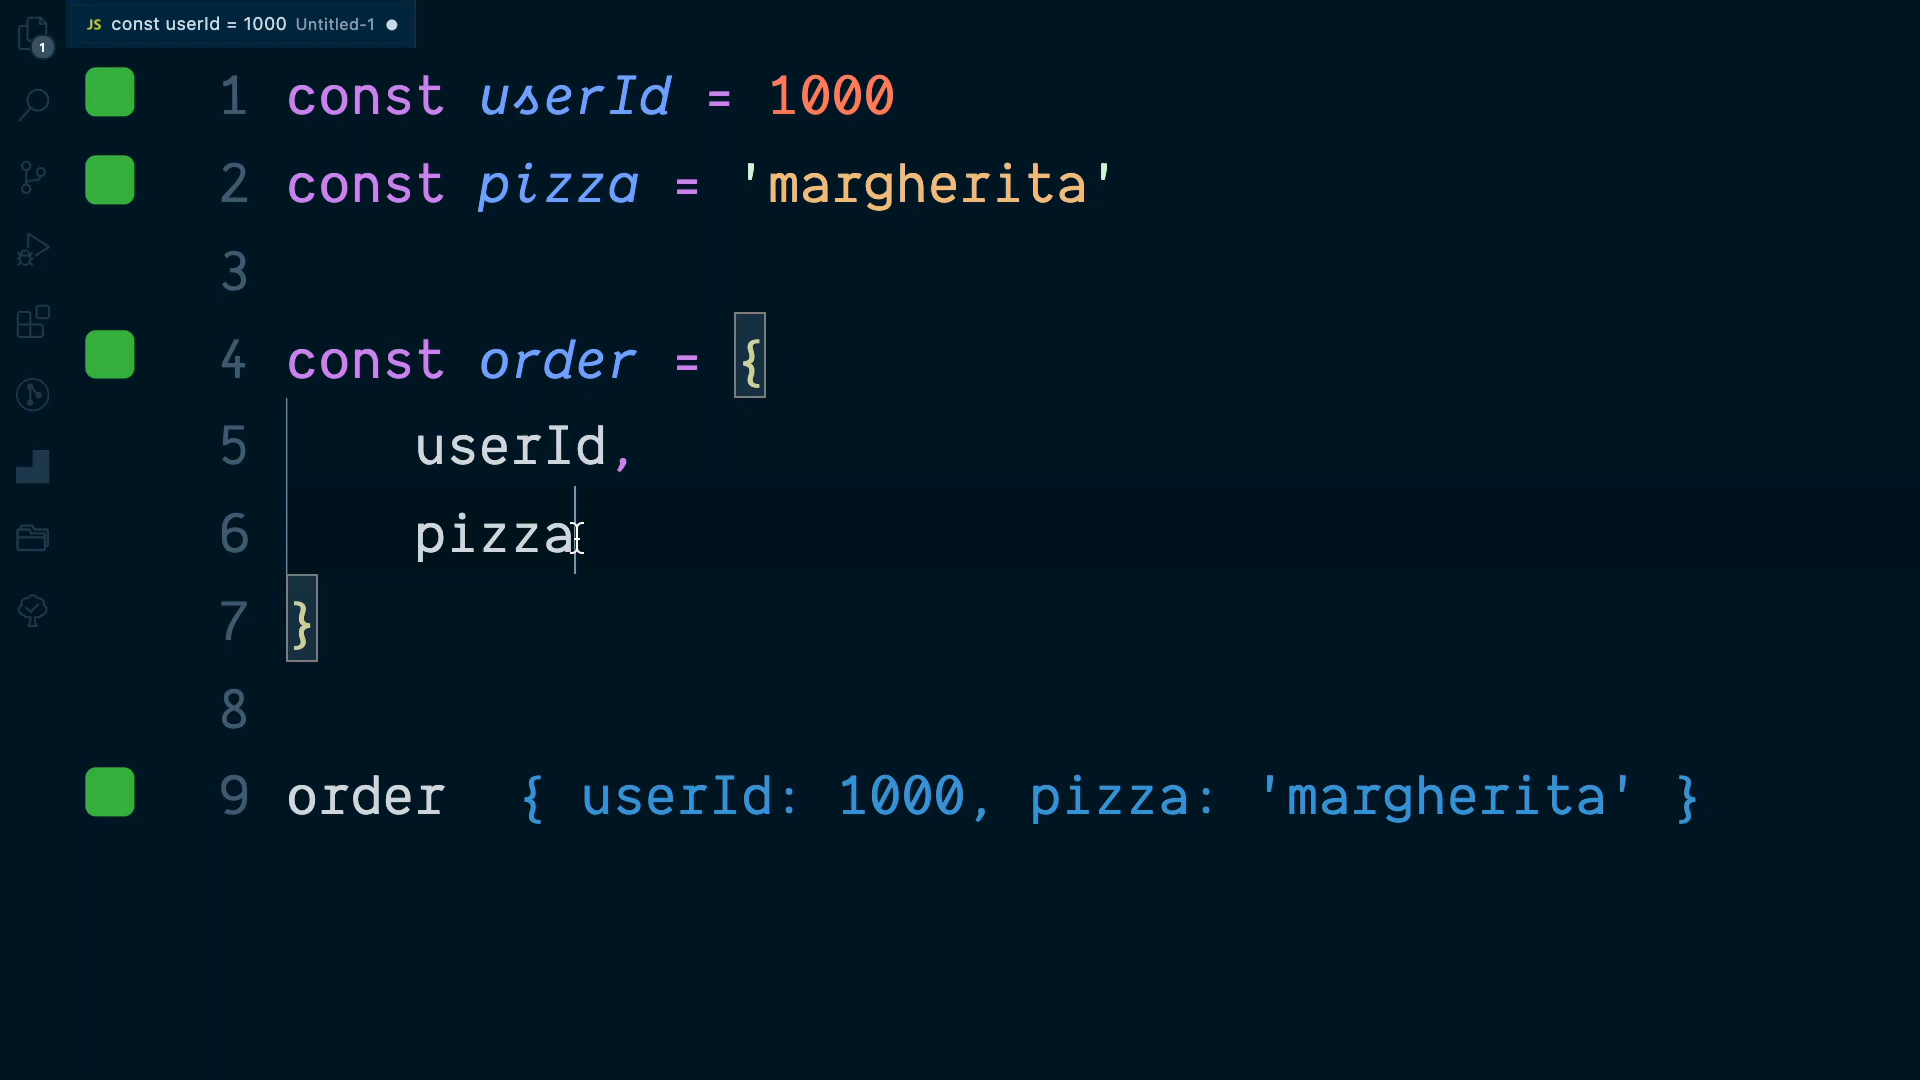 1
JS const userId = 1000 Untitled-1
1 const userId = 1000
2 const pizza = 'margherita'
3
4 const order = {
5 userId,
6 pizza
7 }
8
9 order { userId: 1000, pizza: 'margherita' }